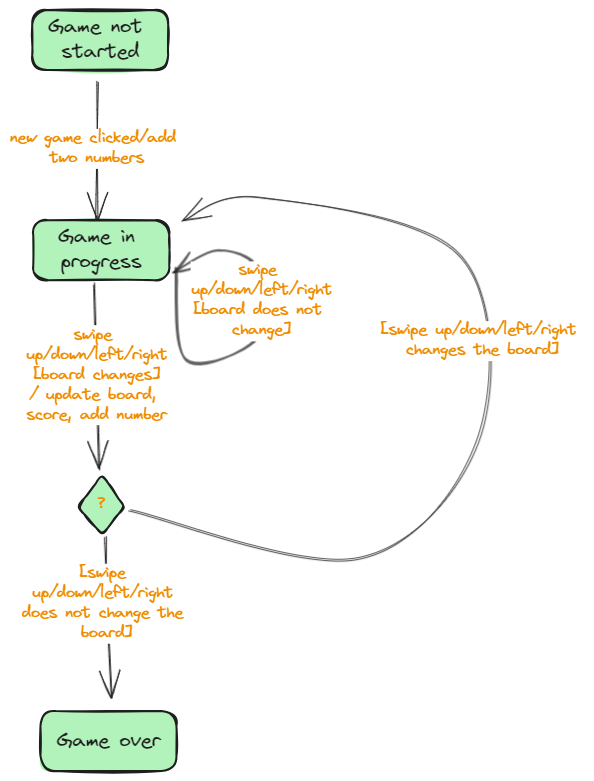 Game not
started
new game clicked/add
two numbers
Game in
progress
swipe
up/down/left/right
[board does not
change]
[swipe up/down/left/right
changes the board]
swipe
up/down/left/right
[board changes]
/ update board,
score, add number
?
[swipe
up/down/left/right
does not change the
board]
Game over